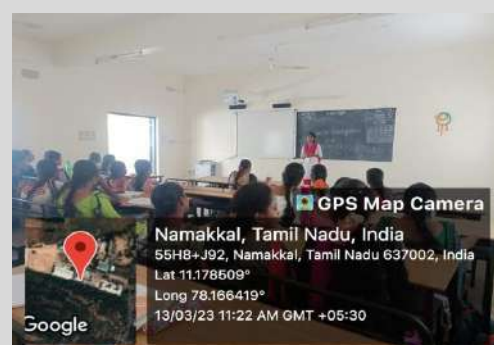 GPS Map Camera
Namakkal, Tamil Nadu, India
55H8+J92, Namakkal, Tamil Nadu 637002, India
Lat 11.178509°
Long 78.166419°
13/03/23 11:22 AM GMT +05:30
Google